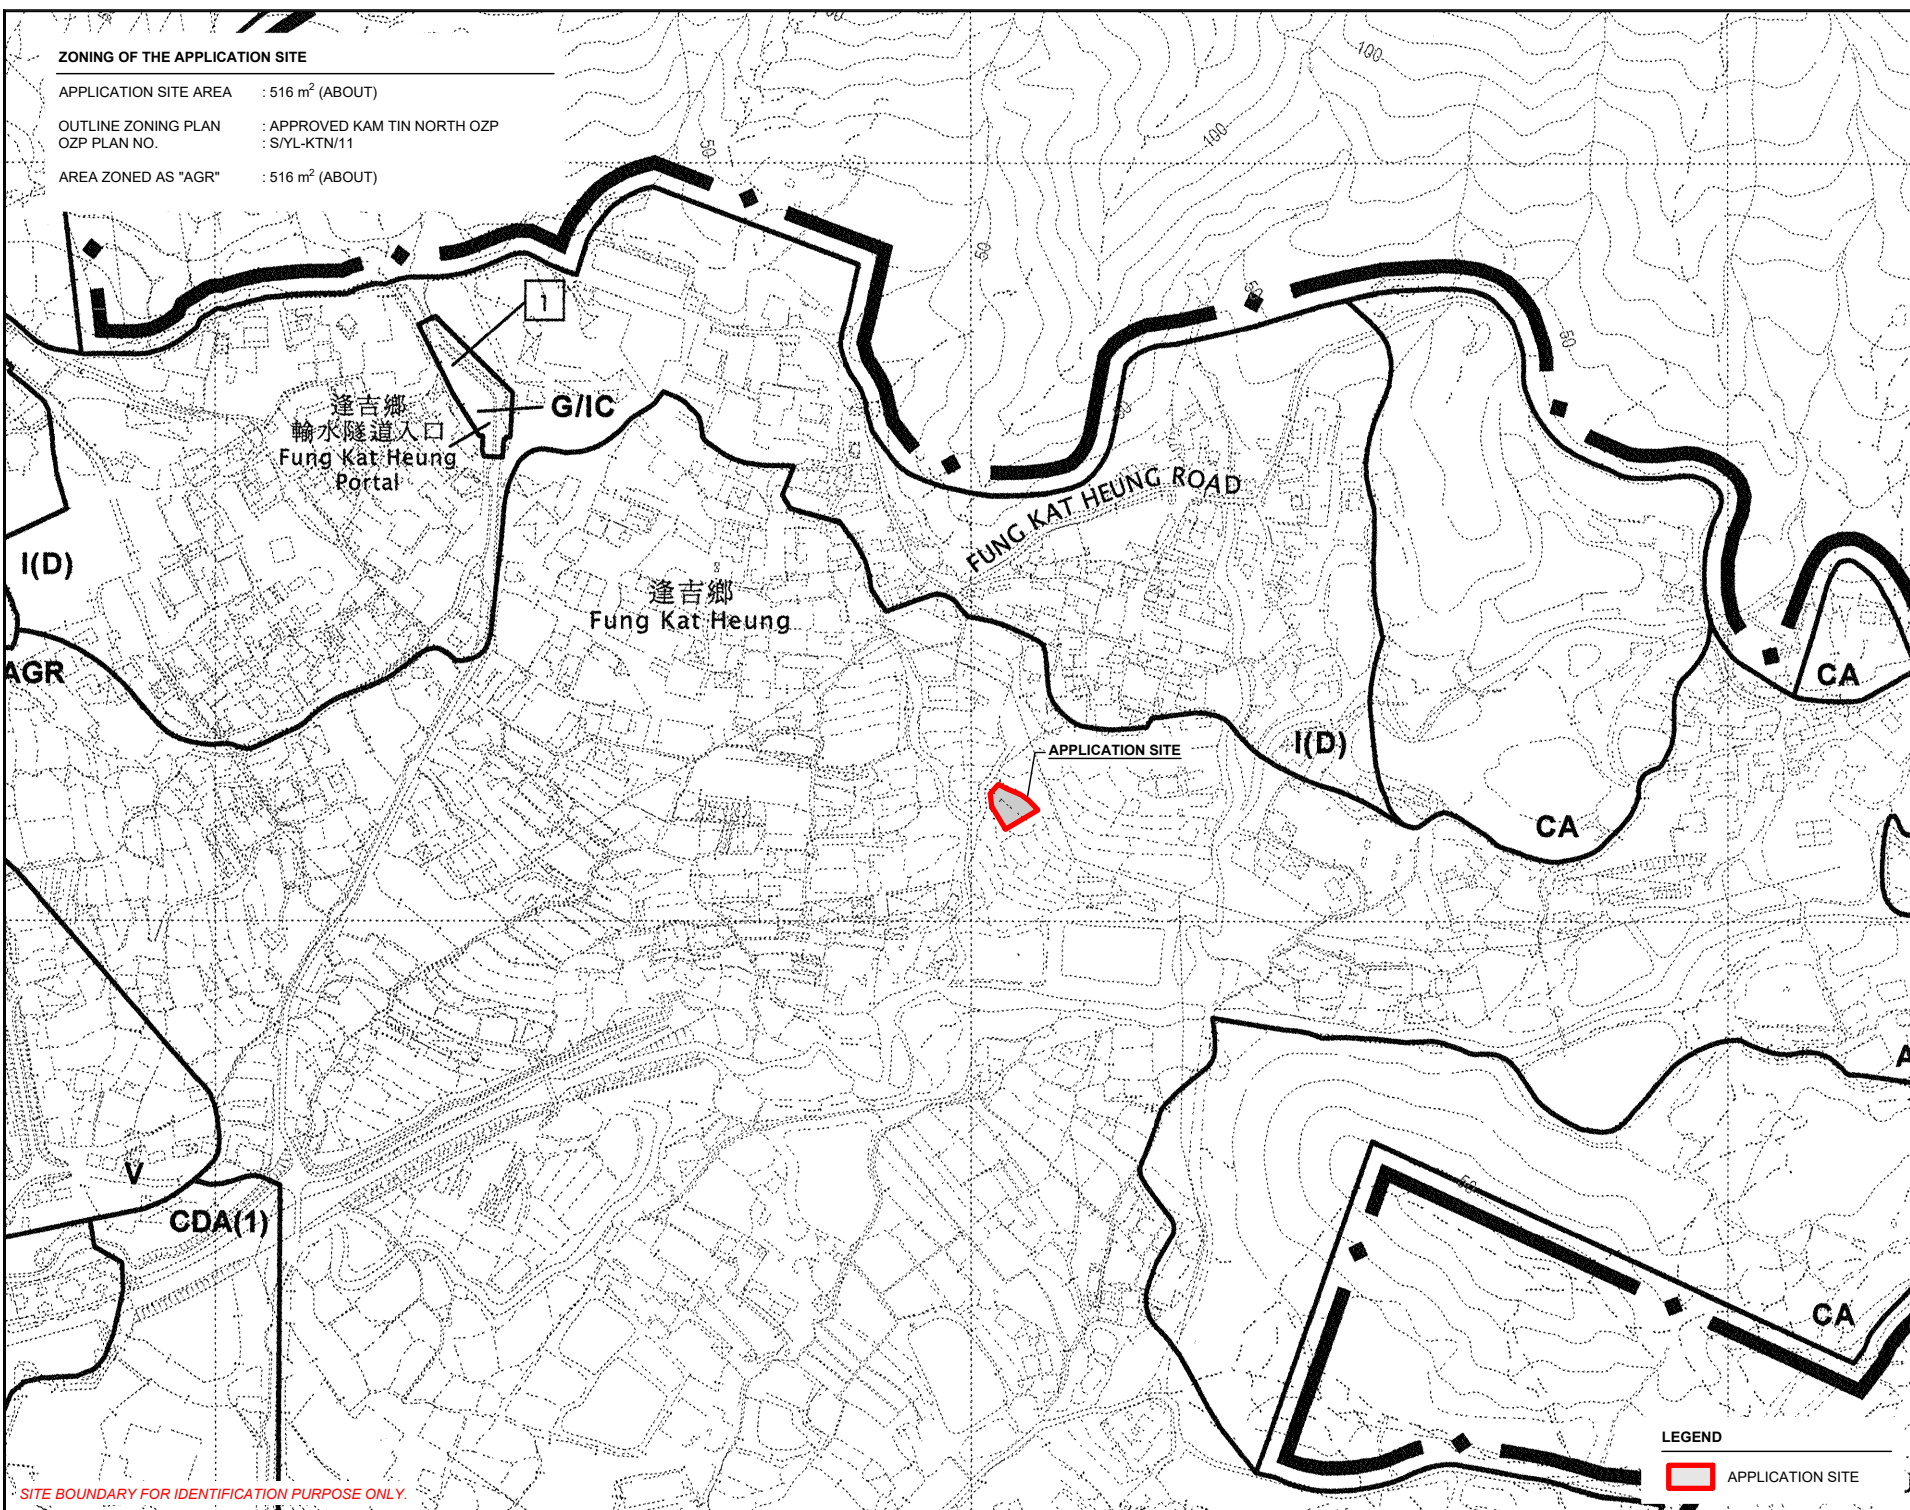 ZONING OF THE APPLICATION SITE
APPLICATION SITE AREA : 516 m² (ABOUT)
OUTLINE ZONING PLAN : APPROVED KAM TIN NORTH OZP
OZP PLAN NO. : S/YL-KTN/11
AREA ZONED AS "AGR" : 516 m² (ABOUT)
100
100
50
50
50
50
50
1
G/IC
逢吉鄉
輸水隧道入口
Fung Kat Heung
Portal
FUNG KAT HEUNG ROAD
I(D)
逢吉鄉
Fung Kat Heung
AGR
CA
APPLICATION SITE
I(D)
CA
V
CDA(1)
50
CA
LEGEND
APPLICATION SITE
SITE BOUNDARY FOR IDENTIFICATION PURPOSE ONLY.